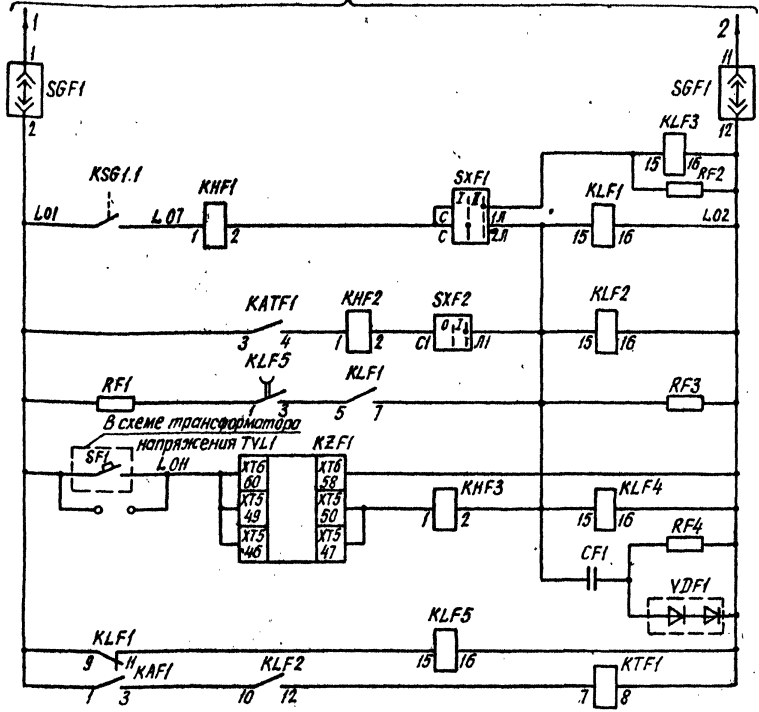 1 2
1 11
SGF1 SGF1
2 12
KLF3
15 16
RF2
KSG1.1 KHF1 SXF1 KLF1
I II
L01 L07 1 2 C 1Л L02
C 2Л 15 16
KATF1 KHF2 SXF2 KLF2
0 I
3 4 1 2 C1 Л1 15 16
KLF5 KLF1
RF1 1 3 5 7 RF3
В схеме трансформатора
напряжения TVL1 KZF1
SF1 L0H
XT6 60 XT6 58
KHF3 KLF4
XT5 49 XT5 50 1 2 15 16
XT5 46 XT5 47
RF4
CF1
VDF1
KLF1 KLF5
9 11 15 16
KAF1 KLF2 KTF1
1 3 10 12 7 8